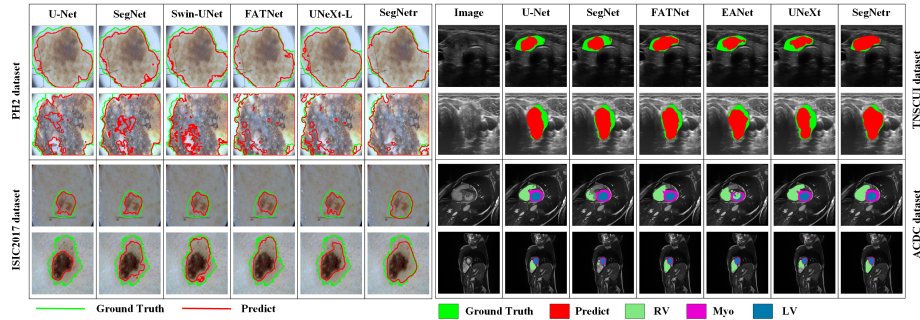 U-Net SegNet Swin-UNet FATNet UNeXt-L SegNetr
PH2 dataset
ISIC2017 dataset
Ground Truth Predict
Image U-Net SegNet FATNet EANet UNeXt SegNetr
TNSCUI dataset
ACDC dataset
Ground Truth Predict RV Myo LV